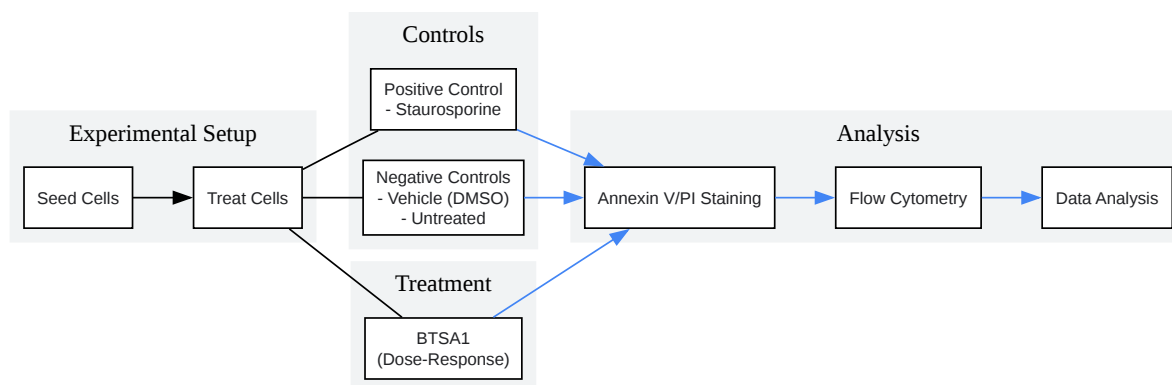 Controls
Positive Control
- Staurosporine
Experimental Setup
Analysis
Seed Cells
Treat Cells
Negative Controls
- Vehicle (DMSO)
- Untreated
Annexin V/PI Staining
Flow Cytometry
Data Analysis
Treatment
BTSA1
(Dose-Response)